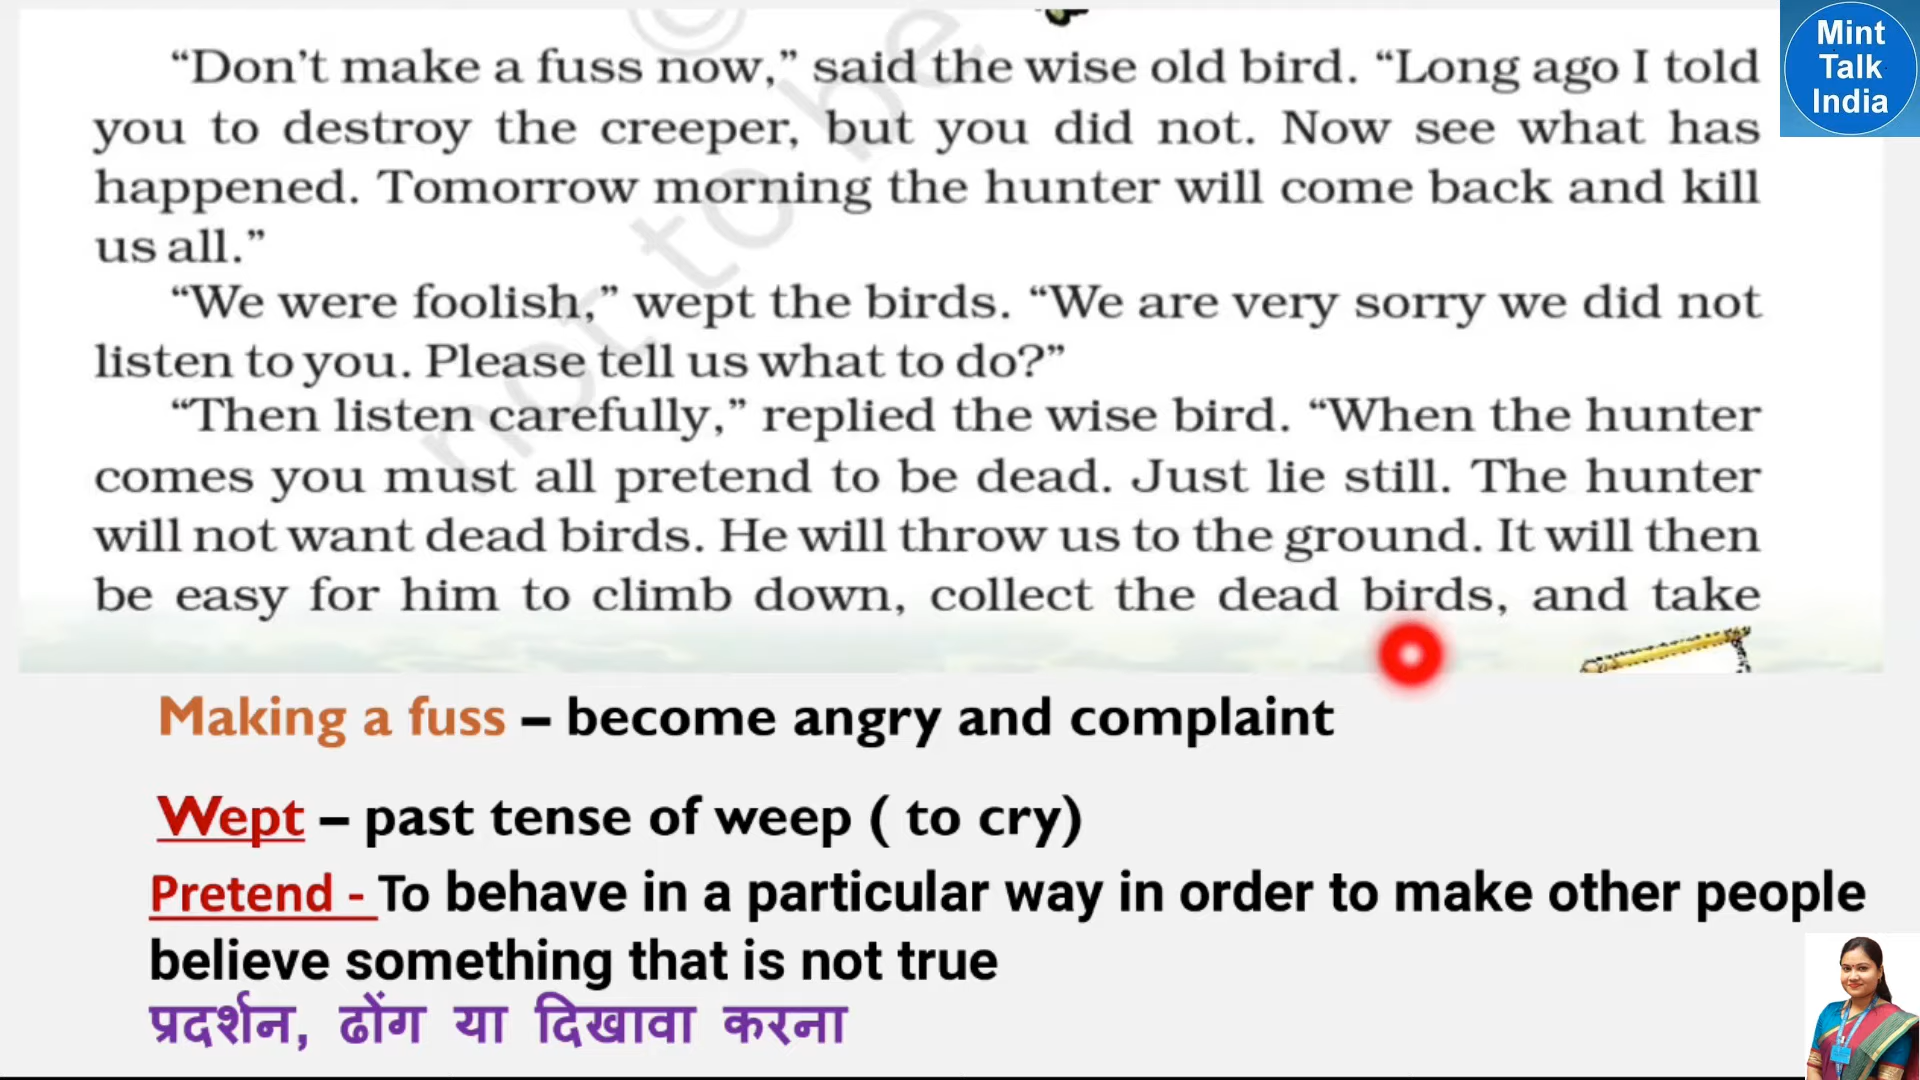 “Don’t make a fuss now,” said the wise old bird. “Long ago I told
you to destroy the creeper, but you did not. Now see what has
happened. Tomorrow morning the hunter will come back and kill
us all.”
“We were foolish,” wept the birds. “We are very sorry we did not
listen to you. Please tell us what to do?”
“Then listen carefully,” replied the wise bird. “When the hunter
comes you must all pretend to be dead. Just lie still. The hunter
will not want dead birds. He will throw us to the ground. It will then
be easy for him to climb down, collect the dead birds, and take
not to be
Mint
Talk
India
Making a fuss – become angry and complaint
Wept – past tense of weep ( to cry)
Pretend - To behave in a particular way in order to make other people
believe something that is not true
प्रदर्शन, ढोंग या दिखावा करना